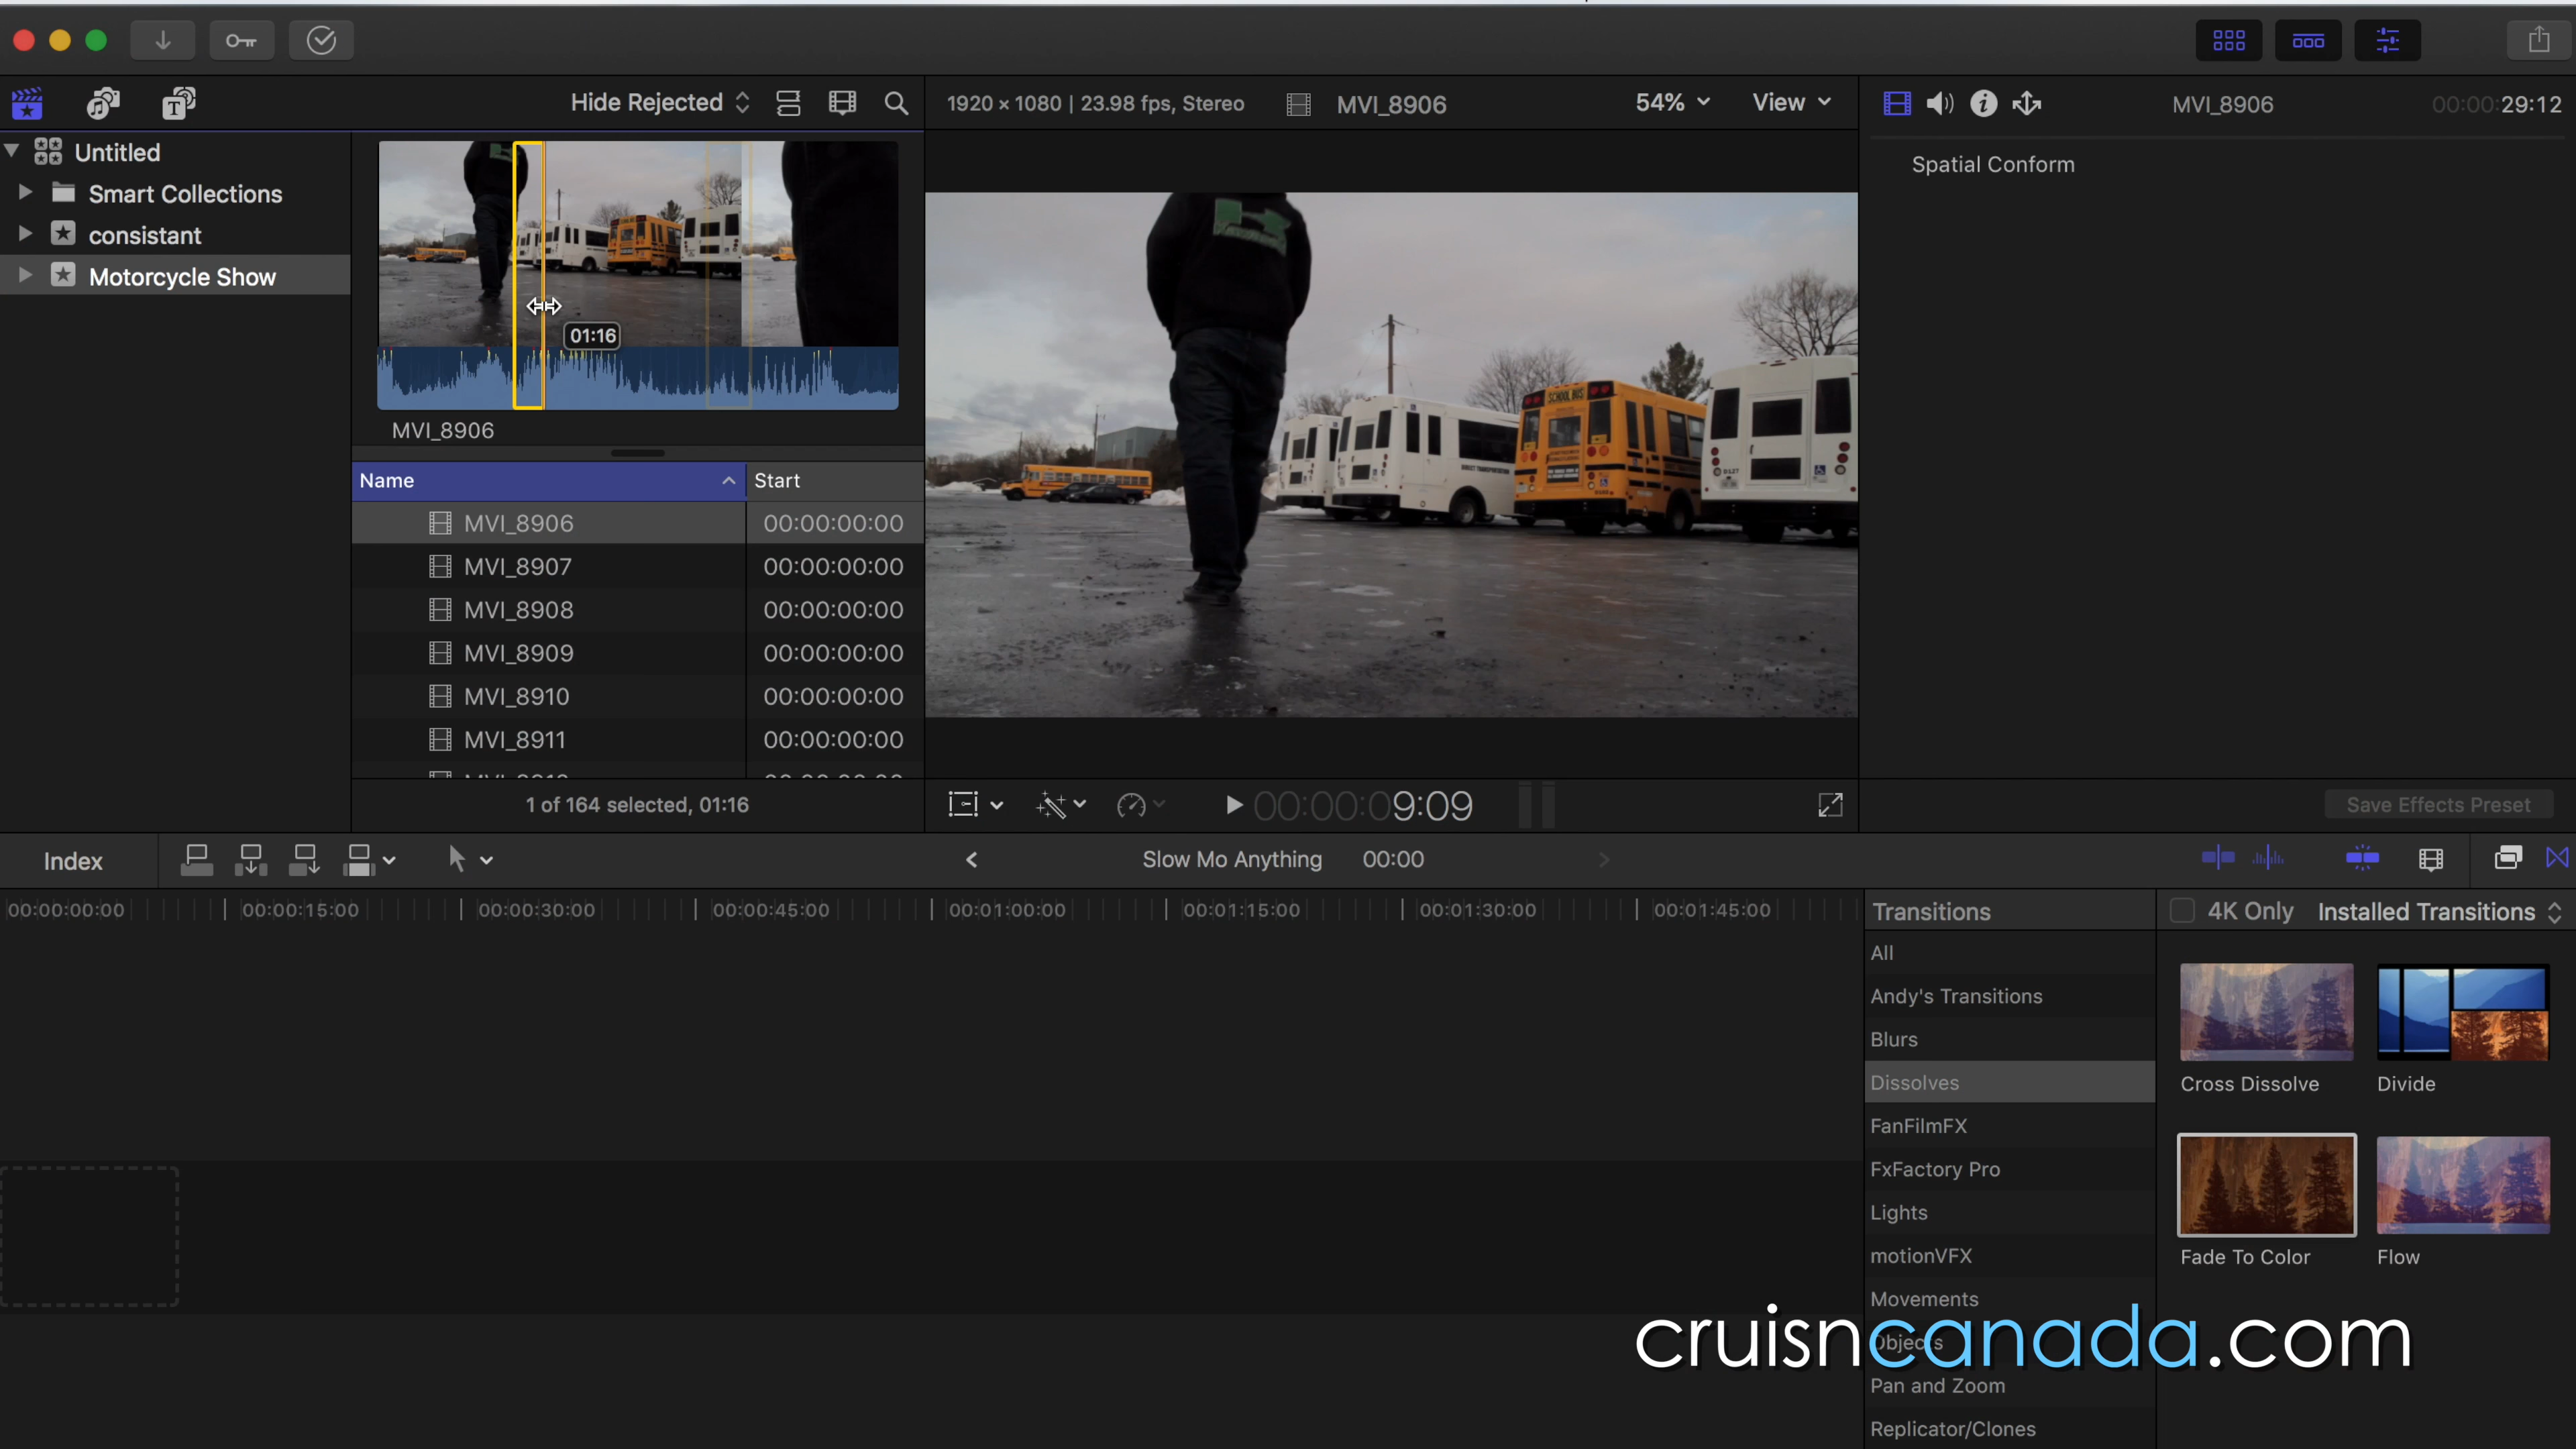 Hide Rejected
1920 × 1080 | 23.98 fps, Stereo
MVI_8906
54%
View
MVI_8906
00:00:29:12
Untitled
Smart Collections
consistant
Motorcycle Show
01:16
MVI_8906
Spatial Conform
SCHOOL BUS
Name
Start
MVI_8906
00:00:00:00
MVI_8907
00:00:00:00
MVI_8908
00:00:00:00
MVI_8909
00:00:00:00
MVI_8910
00:00:00:00
MVI_8911
00:00:00:00
1 of 164 selected, 01:16
00:00:09:09
Save Effects Preset
Index
Slow Mo Anything
00:00
00:00:00:00
00:00:15:00
00:00:30:00
00:00:45:00
00:01:00:00
00:01:15:00
00:01:30:00
00:01:45:00
Transitions
4K Only
Installed Transitions
All
Andy's Transitions
Blurs
Dissolves
FanFilmFX
FxFactory Pro
Lights
motionVFX
Movements
Objects
Pan and Zoom
Replicator/Clones
Cross Dissolve
Divide
Fade To Color
Flow
cruisncanada.com